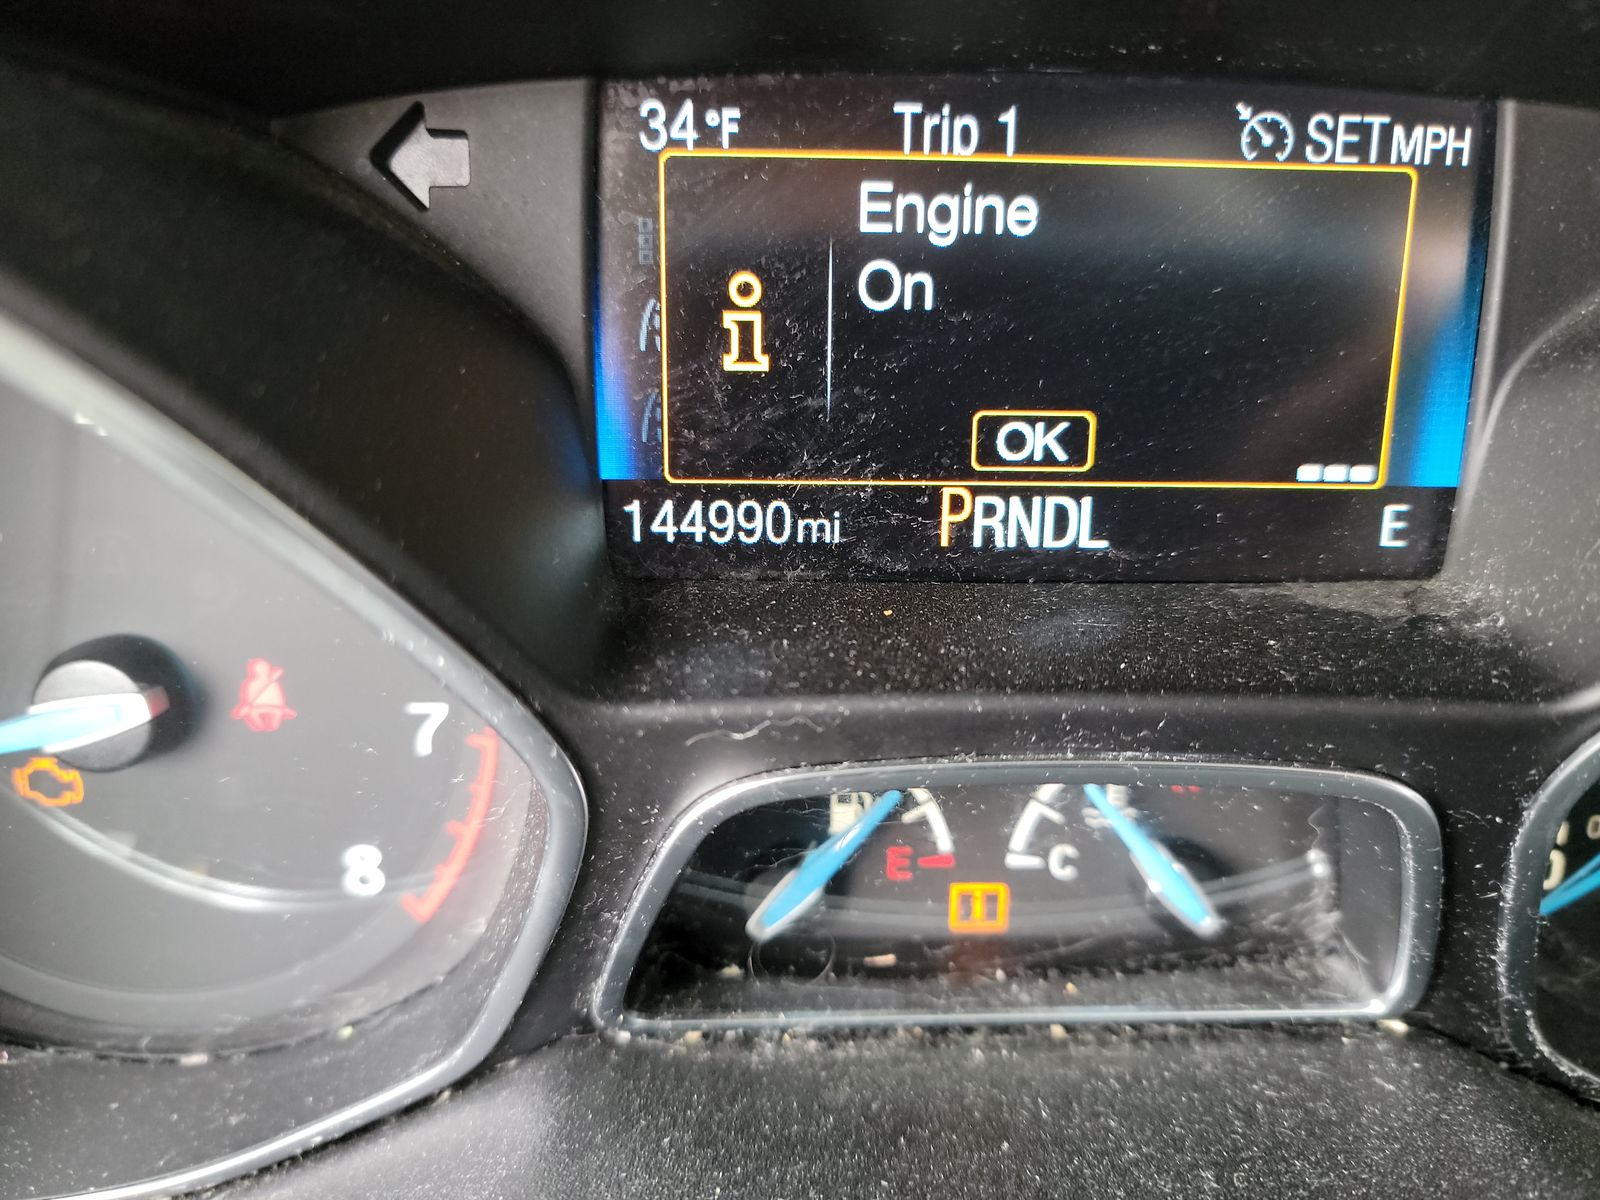 34°F Trip 1 SET MPH
Engine
On
OK
144990mi PRNDL E
7
8
E C